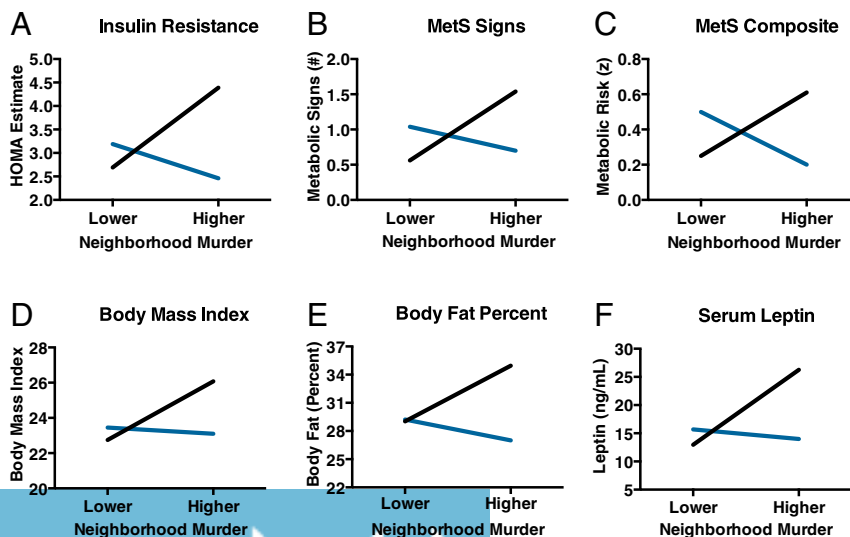 A Insulin Resistance
HOMA Estimate
5.0
4.5
4.0
3.5
3.0
2.5
2.0
Lower Higher
Neighborhood Murder
B MetS Signs
Metabolic Signs (#)
2.0
1.5
1.0
0.5
0.0
Lower Higher
Neighborhood Murder
C MetS Composite
Metabolic Risk (z)
0.8
0.6
0.4
0.2
0.0
Lower Higher
Neighborhood Murder
D Body Mass Index
Body Mass Index
28
26
24
22
20
Lower Higher
Neighborhood Murder
E Body Fat Percent
Body Fat (Percent)
37
34
31
28
25
22
Lower Higher
Neighborhood Murder
F Serum Leptin
Leptin (ng/mL)
30
25
20
15
10
5
Lower Higher
Neighborhood Murder